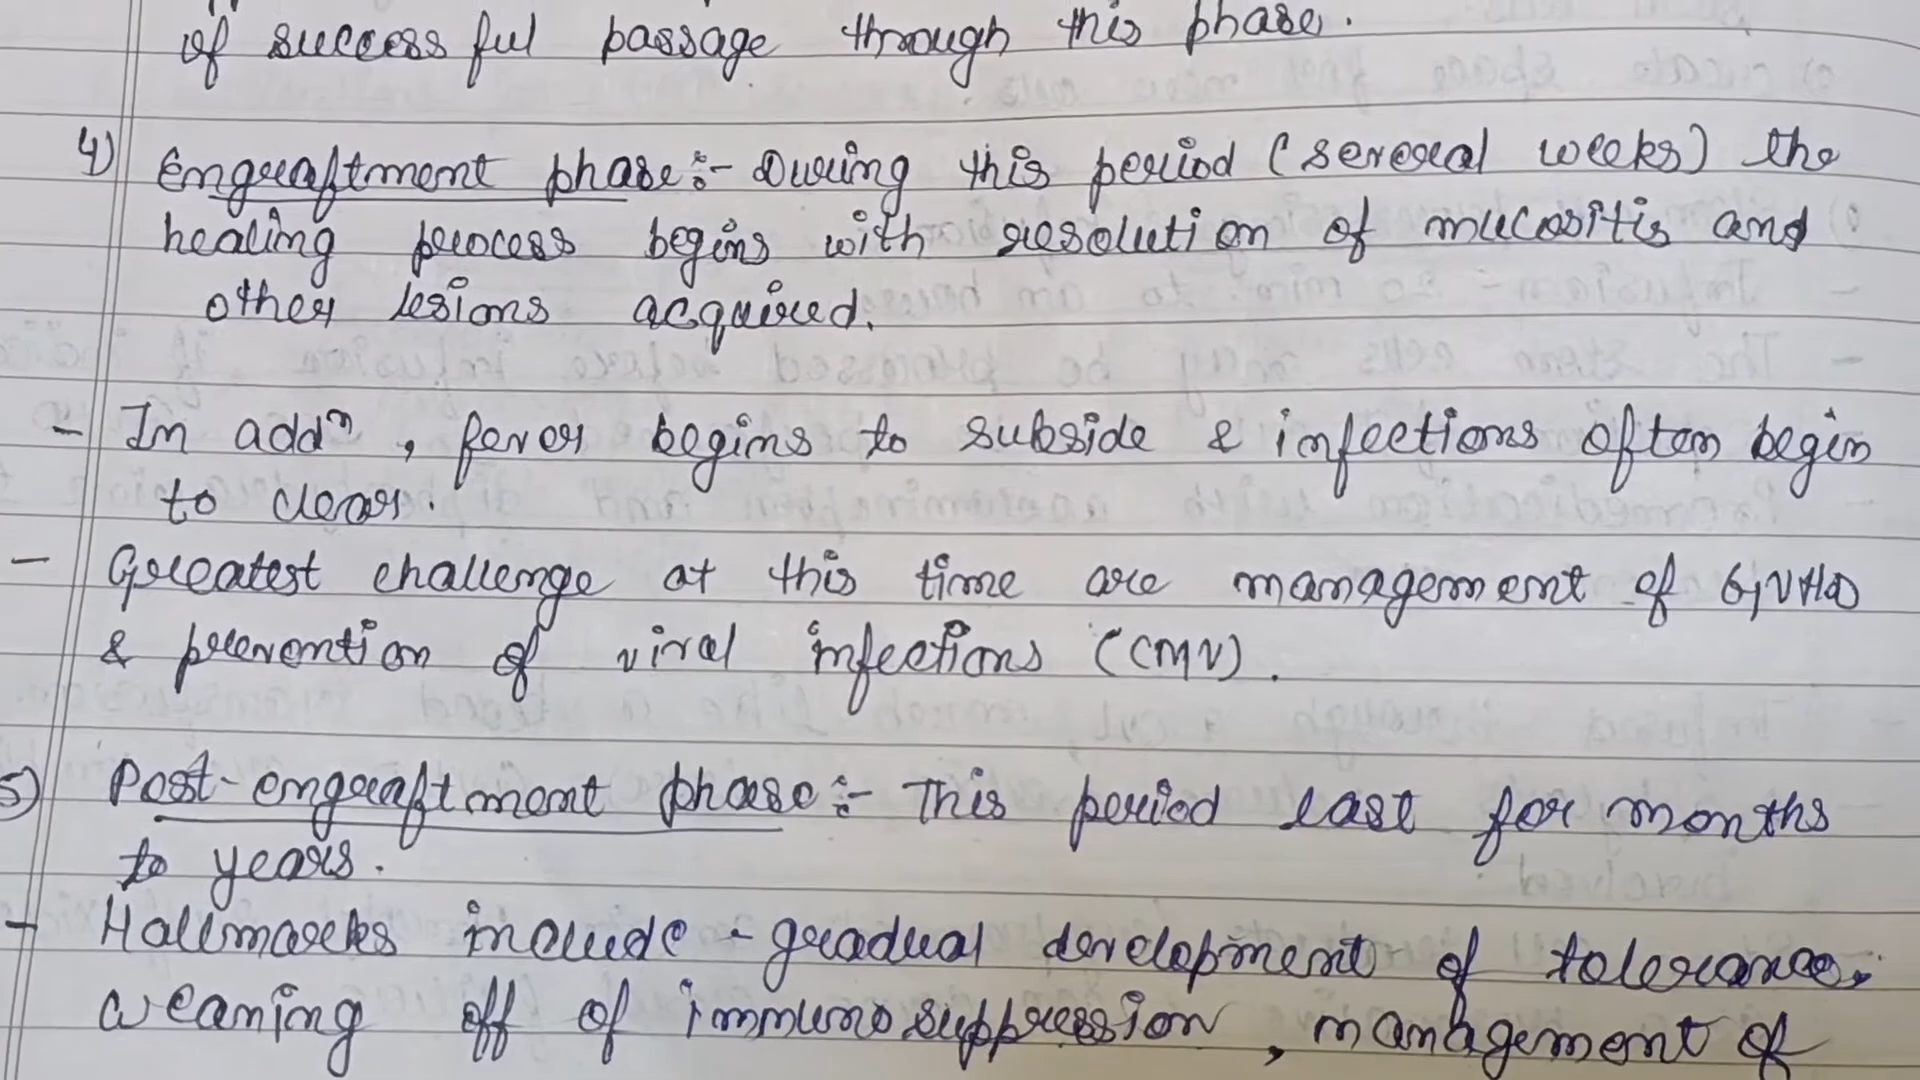 of successful passage through this phase.
4) Engraftment phase :- During this period (several weeks) the
healing process begins with resolution of mucositis and
other lesions acquired.
- In addⁿ, fever begins to subside & infections often begin
to clear.
- Greatest challenge at this time are management of GVHD
& prevention of viral infections (CMV).
5) Post-engraftment phase :- This period last for months
to years.
- Hallmarks include - gradual development of tolerance,
weaning off of immunosuppression, management of